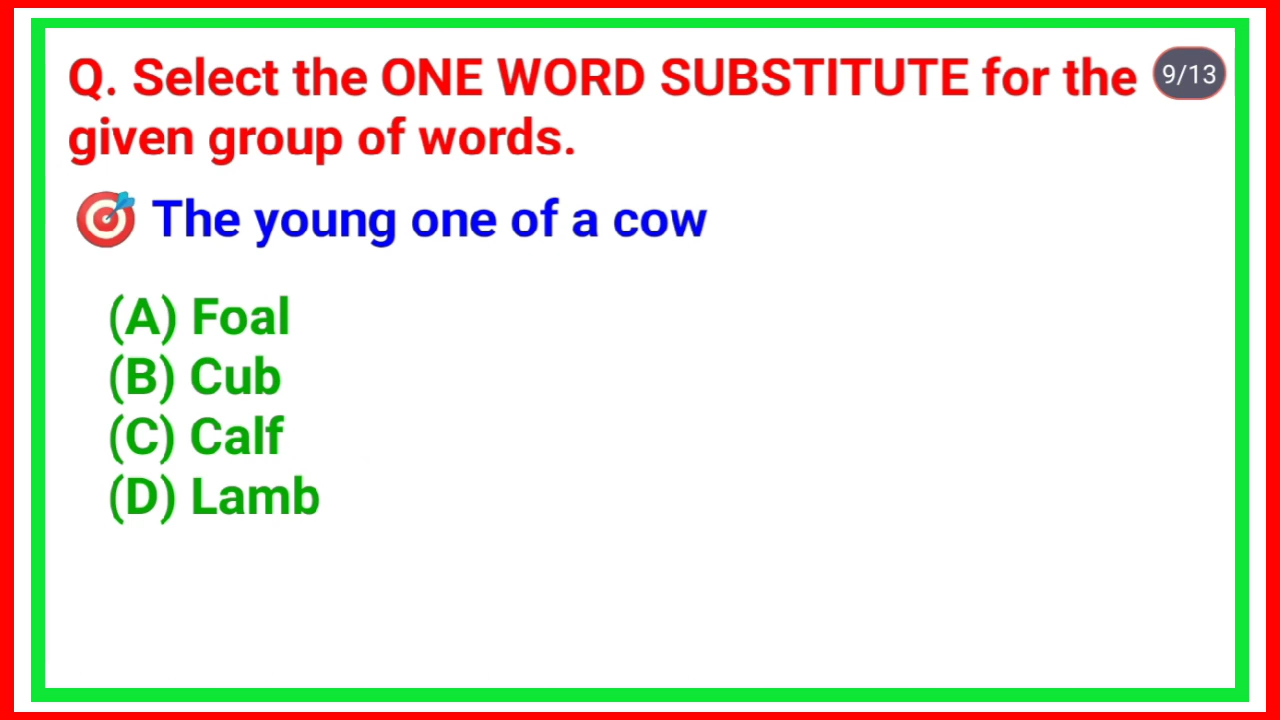 Q. Select the ONE WORD SUBSTITUTE for the 9/13
given group of words.
🎯 The young one of a cow
(A) Foal
(B) Cub
(C) Calf
(D) Lamb